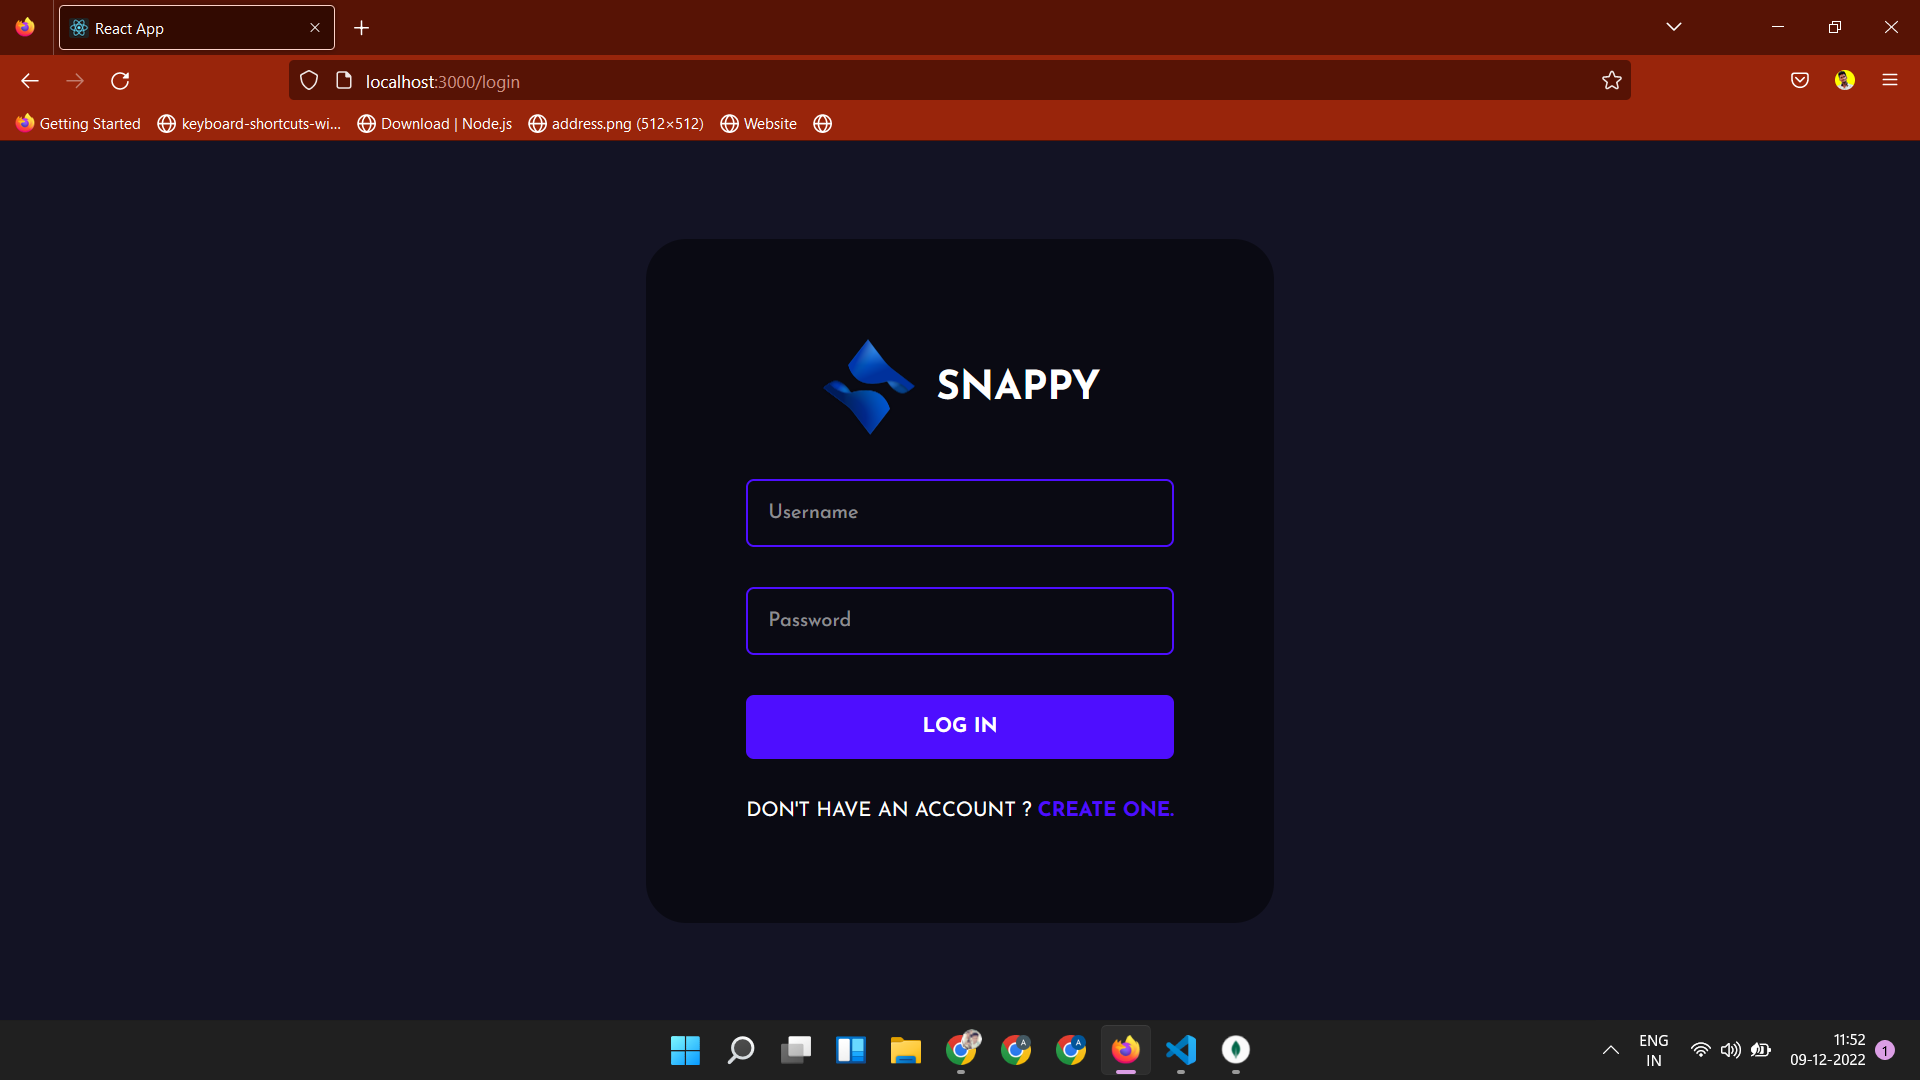 React App
localhost:3000/login
Getting Started
keyboard-shortcuts-wi...
Download | Node.js
address.png (512×512)
Website
SNAPPY
Username
Password
LOG IN
DON'T HAVE AN ACCOUNT ? CREATE ONE.
ENG
IN
11:52
09-12-2022
1